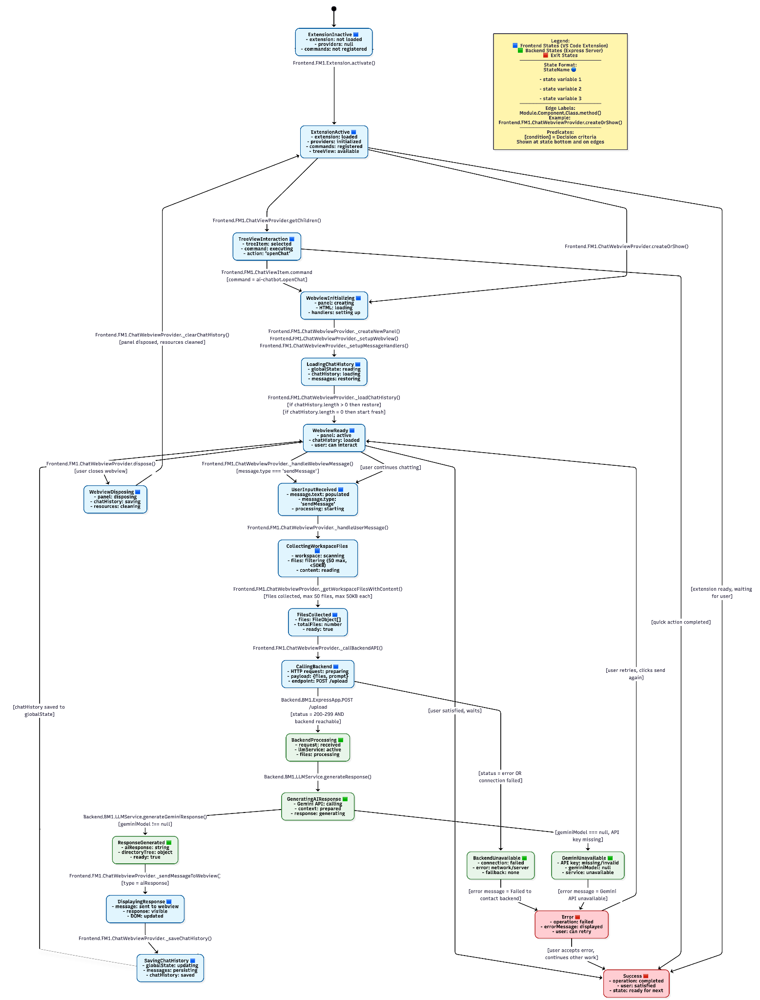 ExtensionInactive
- extension: not loaded
- providers: null
- commands: not registered
Frontend.FM1.Extension.activate()
Legend:
Frontend States (VS Code Extension)
Backend States (Express Server)
Exit States
State Format:
StateName
- state variable 1
- state variable 2
- state variable 3
Edge Labels:
Module.Component.Class.method()
Example:
Frontend.FM1.ChatWebviewProvider.createOrShow()
Predicates:
[condition] = Decision criteria
Shown at state bottom and on edges
ExtensionActive
- extension: loaded
- providers: initialized
- commands: registered
- treeView: available
Frontend.FM1.ChatViewProvider.getChildren()
TreeViewInteraction
- treeItem: selected
- command: executing
- action: 'openChat'
Frontend.FM1.ChatWebviewProvider.createOrShow()
Frontend.FM1.ChatViewItem.command
[command = ai-chatbot.openChat]
WebviewInitializing
- panel: creating
- HTML: loading
- handlers: setting up
Frontend.FM1.ChatWebviewProvider._clearChatHistory()
[panel disposed, resources cleaned]
Frontend.FM1.ChatWebviewProvider._createNewPanel()
Frontend.FM1.ChatWebviewProvider._setupWebview()
Frontend.FM1.ChatWebviewProvider._setupMessageHandlers()
LoadingChatHistory
- globalState: reading
- chatHistory: loading
- messages: restoring
Frontend.FM1.ChatWebviewProvider._loadChatHistory()
[if chatHistory.length > 0 then restore]
[if chatHistory.length = 0 then start fresh]
WebviewReady
- panel: active
- chatHistory: loaded
- user: can interact
Frontend.FM1.ChatWebviewProvider.dispose()
[user closes webview]
Frontend.FM1.ChatWebviewProvider._handleWebviewMessage()
[message.type === 'sendMessage']
[user continues chatting]
WebviewDisposing
- panel: disposing
- chatHistory: saving
- resources: cleaning
UserInputReceived
- message.text: populated
- message.type:
'sendMessage'
- processing: starting
Frontend.FM1.ChatWebviewProvider._handleUserMessage()
CollectingWorkspaceFiles
- workspace: scanning
- files: filtering (50 max,
<50KB)
- content: reading
Frontend.FM1.ChatWebviewProvider._getWorkspaceFilesWithContent()
[files collected, max 50 files, max 50KB each]
[extension ready, waiting
for user]
FilesCollected
- files: FileObject[]
- totalFiles: number
- ready: true
[quick action completed]
Frontend.FM1.ChatWebviewProvider._callBackendAPI()
CallingBackend
- HTTP request: preparing
- payload: {files, prompt}
- endpoint: POST /upload
[user retries, clicks send
again]
Backend.BM1.ExpressApp.POST
/upload
[status = 200-299 AND
backend reachable]
[chatHistory saved to
globalState]
[user satisfied, waits]
BackendProcessing
- request: received
- llmService: active
- files: processing
[status = error OR
connection failed]
Backend.BM1.LLMService.generateResponse()
GeneratingAIResponse
- Gemini API: calling
- context: prepared
- response: generating
Backend.BM1.LLMService.generateGeminiResponse()
[geminiModel !== null]
[geminiModel === null, API
key missing]
ResponseGenerated
- aiResponse: string
- directoryTree: object
- ready: true
BackendUnavailable
- connection: failed
- error: network/server
- fallback: none
GeminiUnavailable
- API key: missing/invalid
- geminiModel: null
- service: unavailable
Frontend.FM1.ChatWebviewProvider._sendMessageToWebview()
[type = aiResponse]
[error message = Failed to
contact backend]
[error message = Gemini
API unavailable]
DisplayingResponse
- message: sent to webview
- response: visible
- DOM: updated
Error
- operation: failed
- errorMessage: displayed
- user: can retry
Frontend.FM1.ChatWebviewProvider._saveChatHistory()
[user accepts error,
continues other work]
SavingChatHistory
- globalState: updating
- messages: persisting
- chatHistory: saved
Success
- operation: completed
- user: satisfied
- state: ready for next